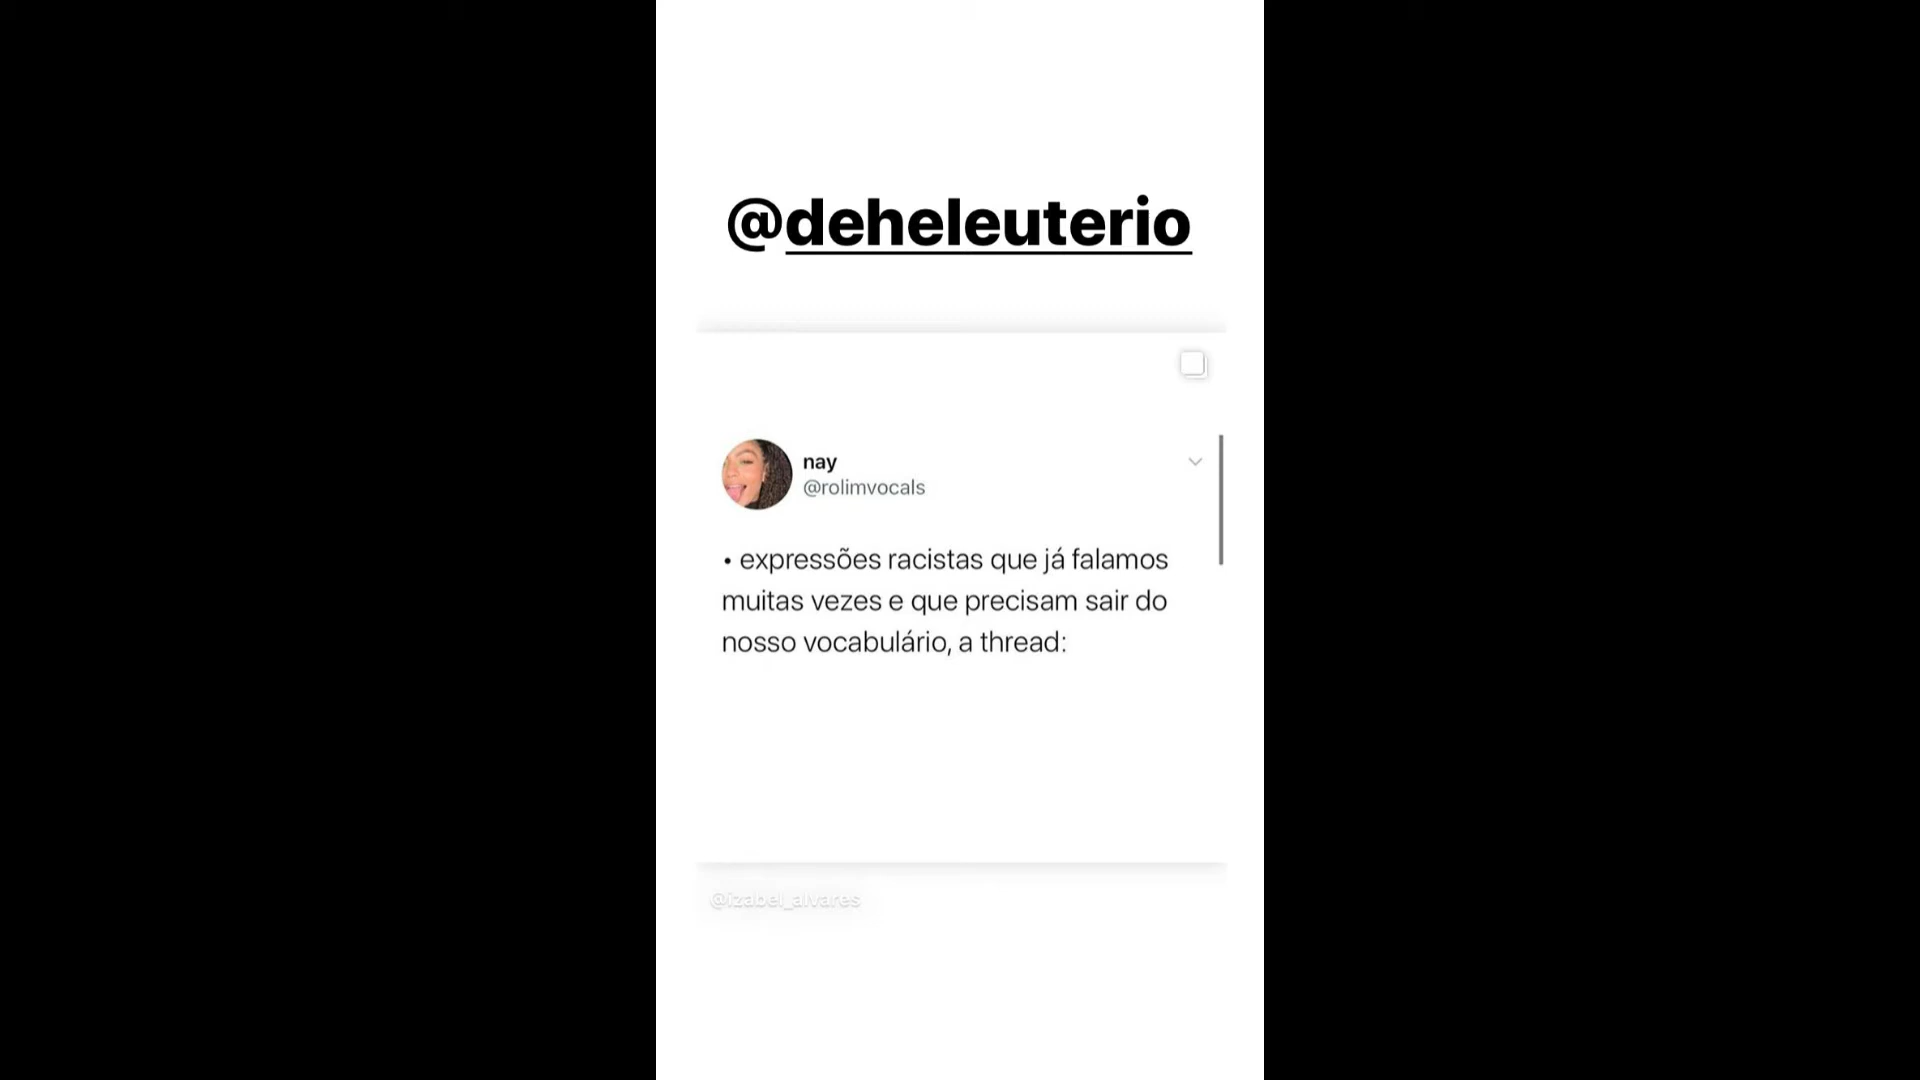 @deheleuterio
nay
@rolimvocals
• expressões racistas que já falamos
muitas vezes e que precisam sair do
nosso vocabulário, a thread:
@izabel_alvares